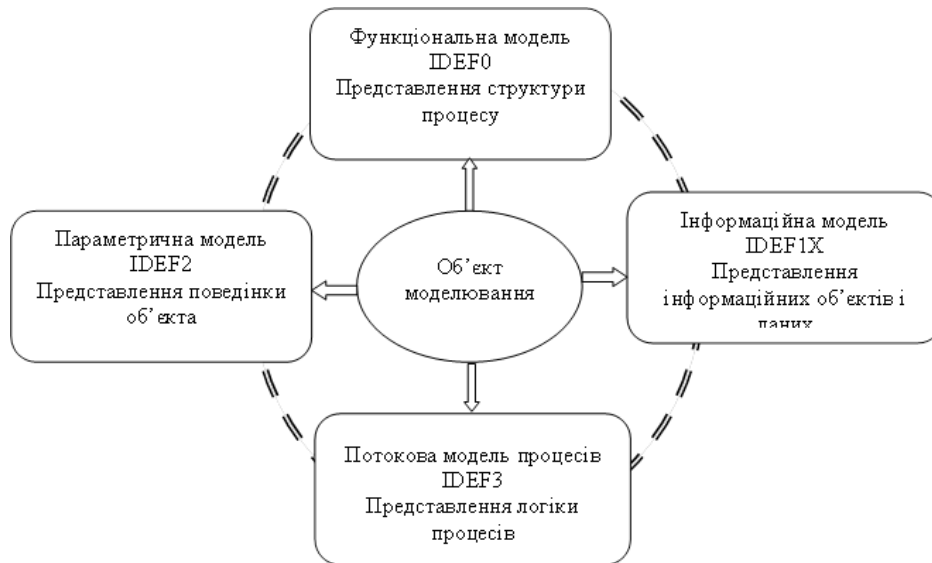 Функціональна модель
IDEF0
Представлення структури
процесу
Параметрична модель
IDEF2
Представлення поведінки
об’єкта
Об’єкт
моделювання
Інформаційна модель
IDEF1X
Представлення
інформаційних об’єктів і
даних
Потокова модель процесів
IDEF3
Представлення логіки
процесів